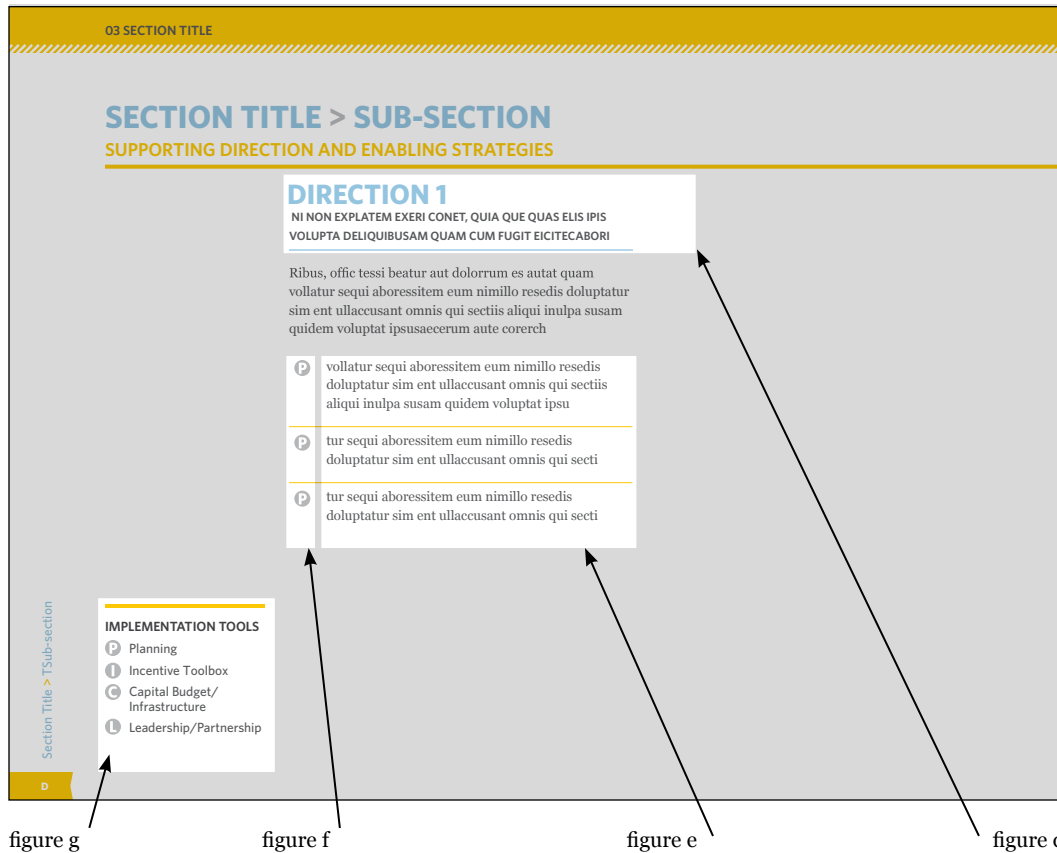 03 SECTION TITLE
SECTION TITLE > SUB-SECTION
SUPPORTING DIRECTION AND ENABLING STRATEGIES
DIRECTION 1
NI NON EXPLATEM EXERI CONET, QUIA QUE QUAS ELIS IPIS
VOLUPTA DELIQUIBUSAM QUAM CUM FUGIT EICITECABORI
Ribus, offic tessi beatur aut dolorrum es autat quam
vollatur sequi aboressitem eum nimillo resedis doluptatur
sim ent ullaccusant omnis qui sectiis aliqui inulpa susam
quidem voluptat ipsusaecerum aute corerch
P vollatur sequi aboressitem eum nimillo resedis
doluptatur sim ent ullaccusant omnis qui sectiis
aliqui inulpa susam quidem voluptat ipsu
P tur sequi aboressitem eum nimillo resedis
doluptatur sim ent ullaccusant omnis qui secti
P tur sequi aboressitem eum nimillo resedis
doluptatur sim ent ullaccusant omnis qui secti
IMPLEMENTATION TOOLS
P Planning
I Incentive Toolbox
C Capital Budget/
Infrastructure
L Leadership/Partnership
Section Title > TSub-section
D
figure g
figure f
figure e
figure